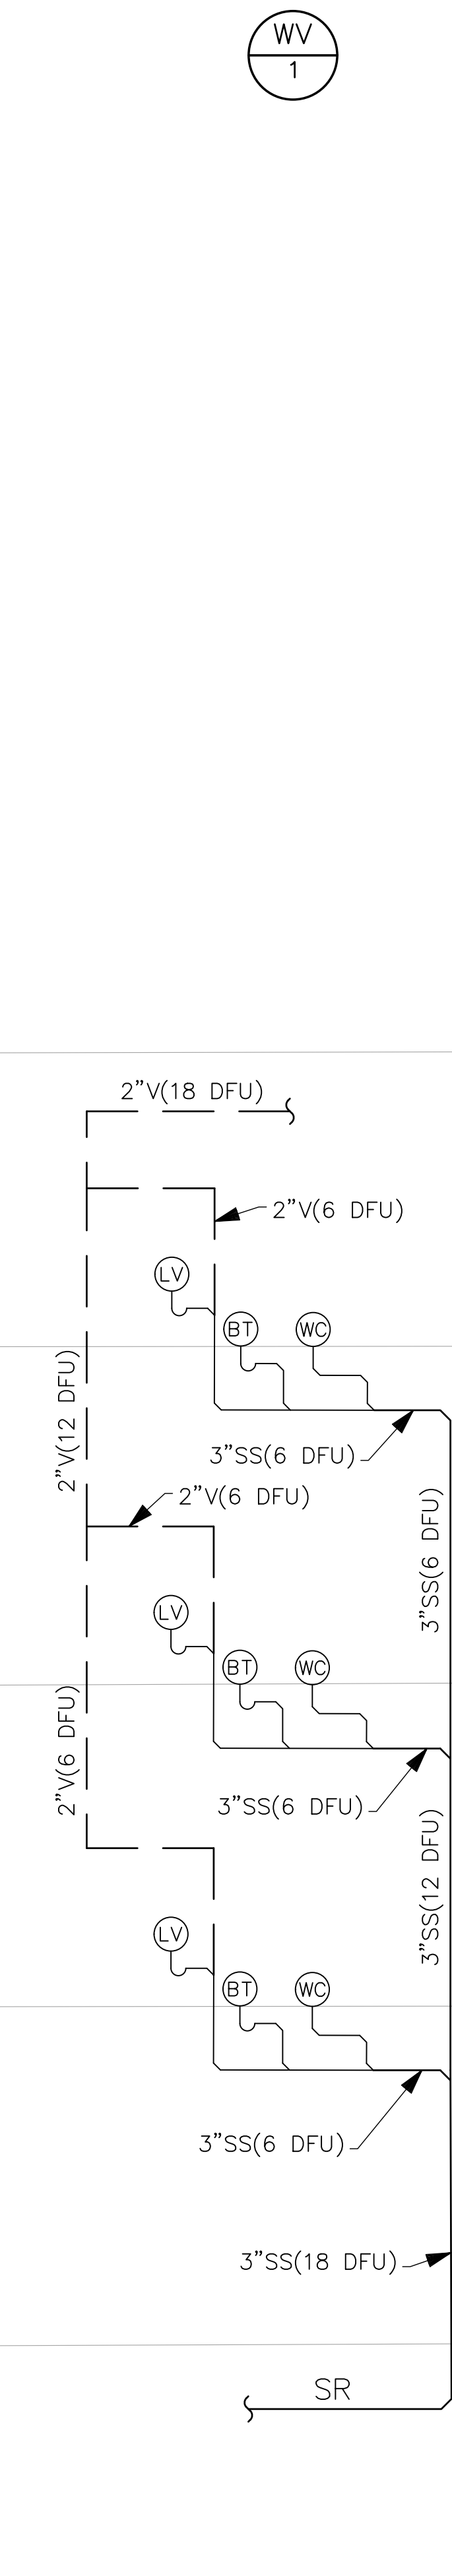 WV
1
2"V(18 DFU)
2"V(6 DFU)
LV
BT
WC
2"V(12 DFU)
3"SS(6 DFU)
2"V(6 DFU)
3"SS(6 DFU)
LV
BT
WC
2"V(6 DFU)
3"SS(6 DFU)
3"SS(12 DFU)
LV
BT
WC
3"SS(6 DFU)
3"SS(18 DFU)
SR